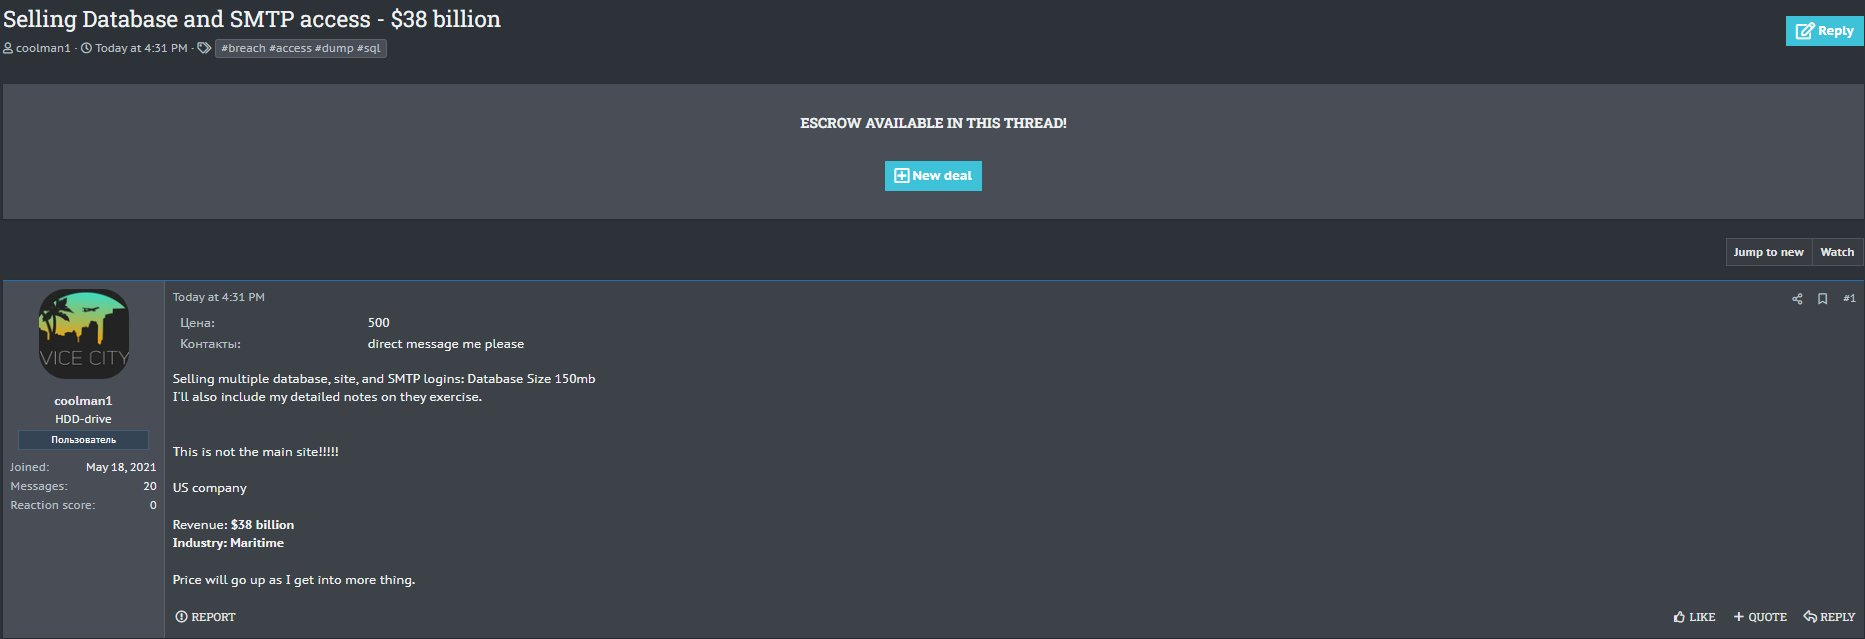 Selling Database and SMTP access - $38 billion
coolman1 · Today at 4:31 PM · #breach #access #dump #sql
Reply
ESCROW AVAILABLE IN THIS THREAD!
New deal
Jump to new Watch
VICE CITY
coolman1
HDD-drive
Пользователь
Joined: May 18, 2021
Messages: 20
Reaction score: 0
Today at 4:31 PM #1
Цена: 500
Контакты: direct message me please
Selling multiple database, site, and SMTP logins: Database Size 150mb
I'll also include my detailed notes on they exercise.
This is not the main site!!!!!
US company
Revenue: $38 billion
Industry: Maritime
Price will go up as I get into more thing.
REPORT LIKE QUOTE REPLY